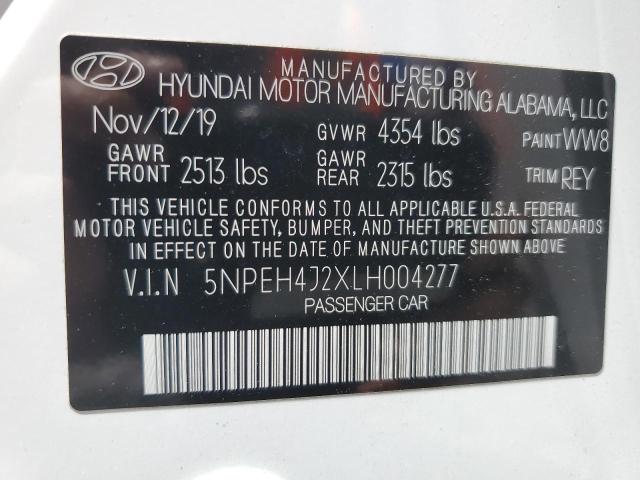 MANUFACTURED BY
HYUNDAI MOTOR MANUFACTURING ALABAMA, LLC
Nov/12/19 GVWR 4354 lbs PAINT WW8
GAWR FRONT 2513 lbs GAWR REAR 2315 lbs TRIM REY
THIS VEHICLE CONFORMS TO ALL APPLICABLE U.S.A. FEDERAL
MOTOR VEHICLE SAFETY, BUMPER, AND THEFT PREVENTION STANDARDS
IN EFFECT ON THE DATE OF MANUFACTURE SHOWN ABOVE
V.I.N 5NPEH4J2XLH004277
PASSENGER CAR